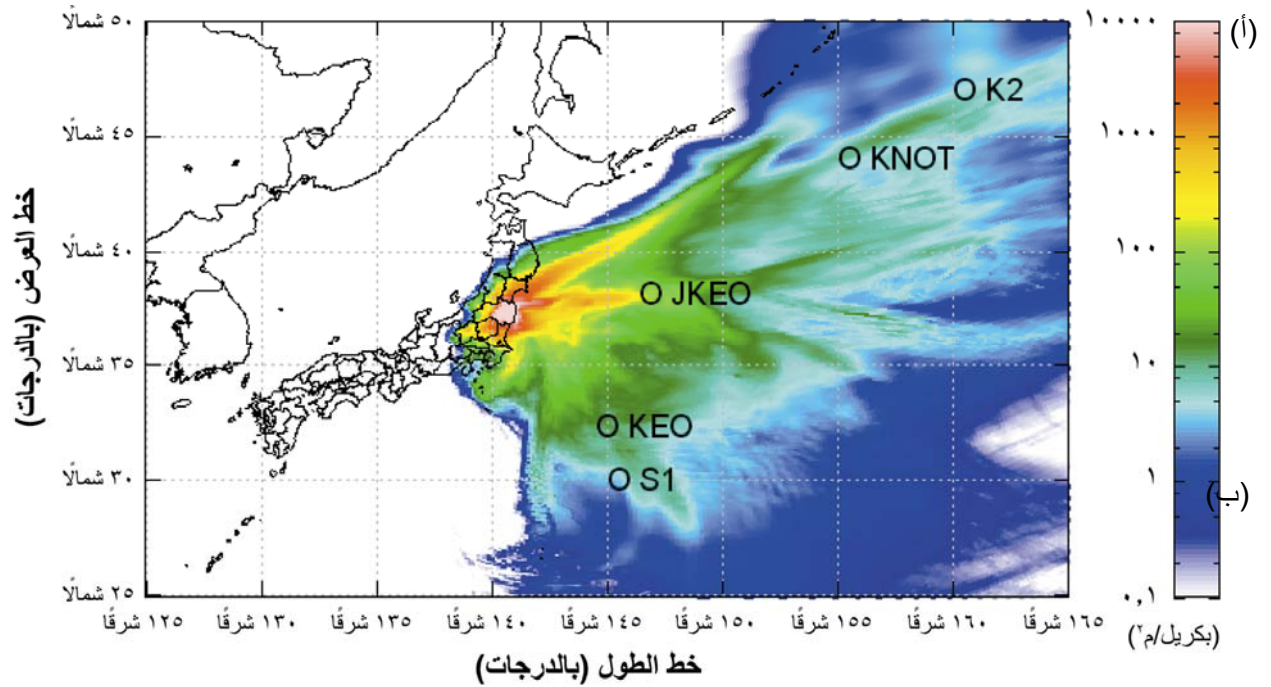 ٥٠ شمالًا
٤٥ شمالًا
٤٠ شمالًا
٣٥ شمالًا
٣٠ شمالًا
٢٥ شمالًا
خط العرض (بالدرجات)
١٢٥ شرقًا
١٣٠ شرقًا
١٣٥ شرقًا
١٤٠ شرقًا
١٤٥ شرقًا
١٥٠ شرقًا
١٥٥ شرقًا
١٦٠ شرقًا
١٦٥ شرقًا
خط الطول (بالدرجات)
O K2
O KNOT
O JKEO
O KEO
O S1
١٠٠٠٠
١٠٠٠
١٠٠
١٠
١
٠,١
(بكريل/م٢)
(أ)
(ب)